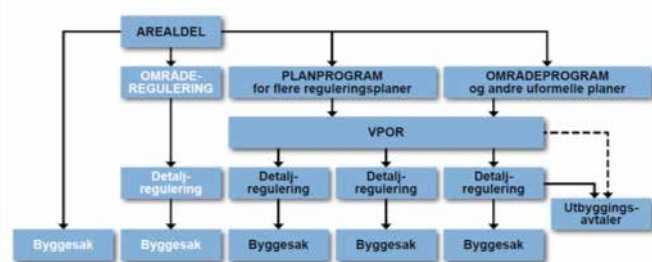 AREALDEL
OMRÅDE-
REGULERING
PLANPROGRAM
for flere reguleringsplaner
OMRÅDEPROGRAM
og andre uformelle planer
VPOR
Detalj-
regulering
Detalj-
regulering
Detalj-
regulering
Detalj-
regulering
Utbyggings-
avtaler
Byggesak
Byggesak
Byggesak
Byggesak
Byggesak